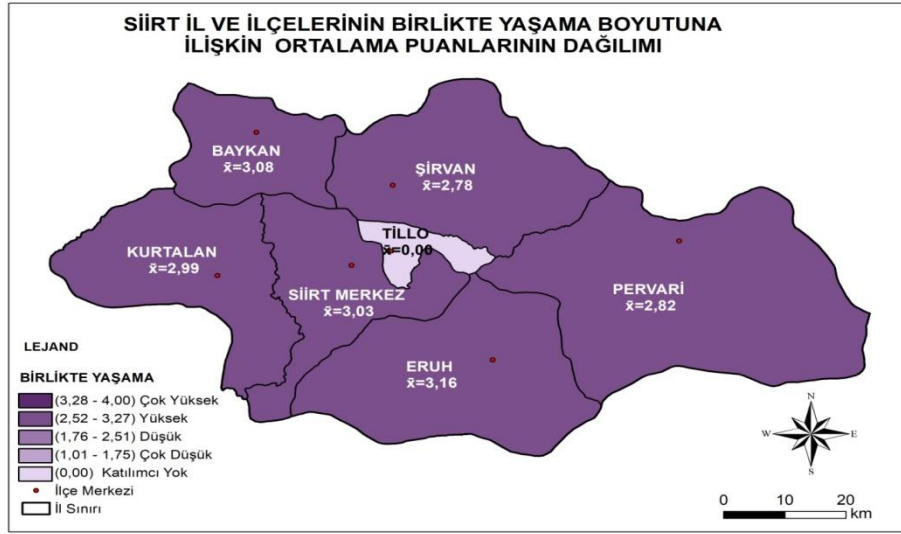 SİİRT İL VE İLÇELERİNİN BİRLİKTE YAŞAMA BOYUTUNA
İLİŞKİN ORTALAMA PUANLARININ DAĞILIMI
BAYKAN
x̄=3,08
ŞİRVAN
x̄=2,78
TİLLO
x̄=0,00
KURTALAN
x̄=2,99
SİİRT MERKEZ
x̄=3,03
PERVARİ
x̄=2,82
ERUH
x̄=3,16
LEJAND
BİRLİKTE YAŞAMA
(3,28 - 4,00) Çok Yüksek
(2,52 - 3,27) Yüksek
(1,76 - 2,51) Düşük
(1,01 - 1,75) Çok Düşük
(0,00) Katılımcı Yok
İlçe Merkezi
İl Sınırı
N
W E
S
0 10 20
km